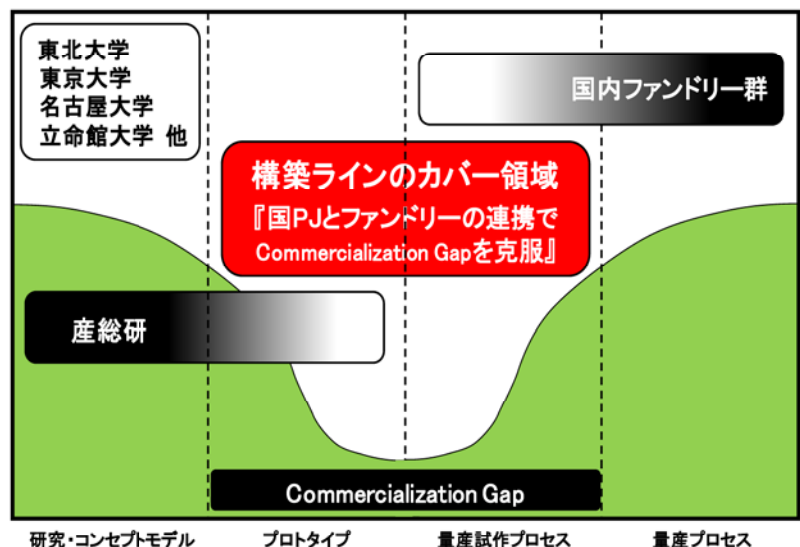 東北大学
東京大学
名古屋大学
立命館大学 他
国内ファンドリー群
構築ラインのカバー領域
『国PJとファンドリーの連携で
Commercialization Gapを克服』
産総研
Commercialization Gap
研究・コンセプトモデル
プロトタイプ
量産試作プロセス
量産プロセス